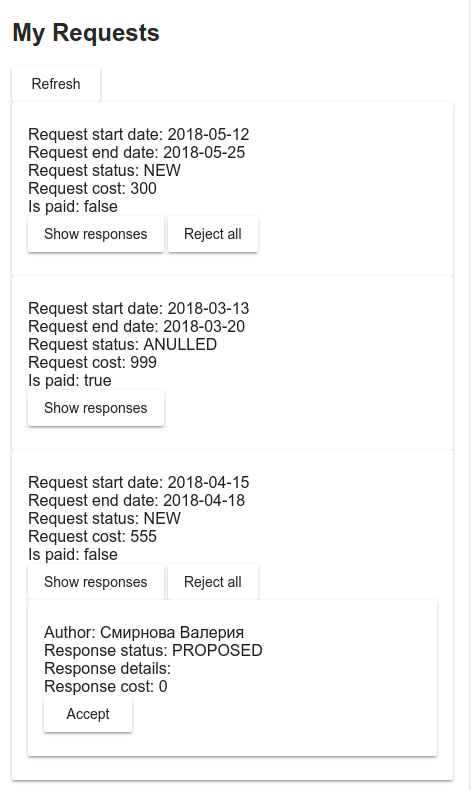 My Requests
Refresh
Request start date: 2018-05-12
Request end date: 2018-05-25
Request status: NEW
Request cost: 300
Is paid: false
Show responses Reject all
Request start date: 2018-03-13
Request end date: 2018-03-20
Request status: ANULLED
Request cost: 999
Is paid: true
Show responses
Request start date: 2018-04-15
Request end date: 2018-04-18
Request status: NEW
Request cost: 555
Is paid: false
Show responses Reject all
Author: Смирнова Валерия
Response status: PROPOSED
Response details:
Response cost: 0
Accept